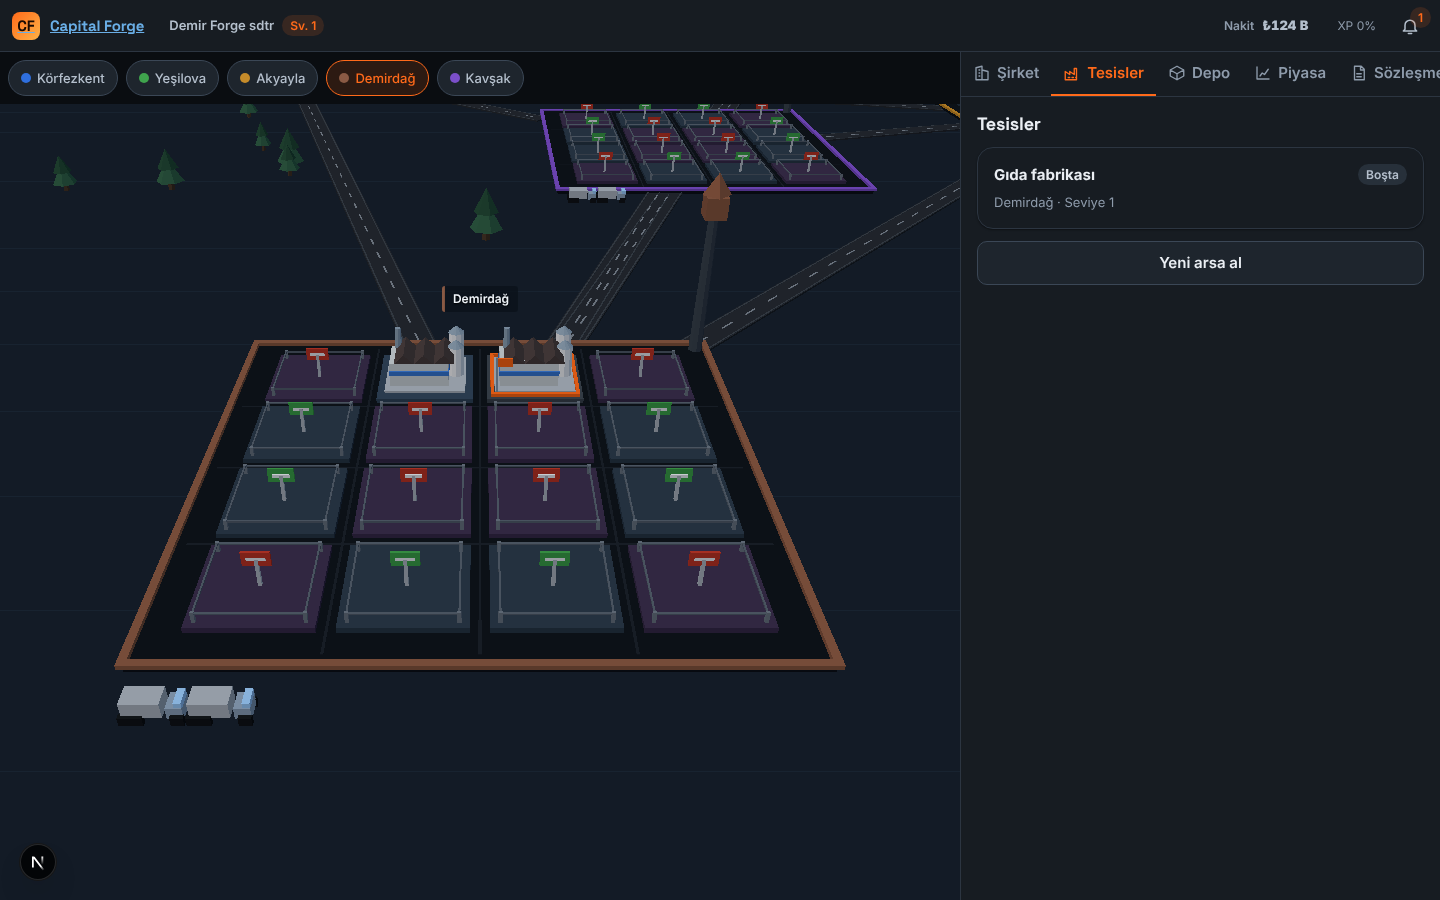 CF Capital Forge Demir Forge sdtr Sv. 1 Nakit ₺124 B XP 0% 1
Körfezkent Yeşilova Akyayla Demirdağ Kavşak
Şirket Tesisler Depo Piyasa Sözleşme
Tesisler
Gıda fabrikası Boşta
Demirdağ · Seviye 1
Yeni arsa al
Demirdağ
N